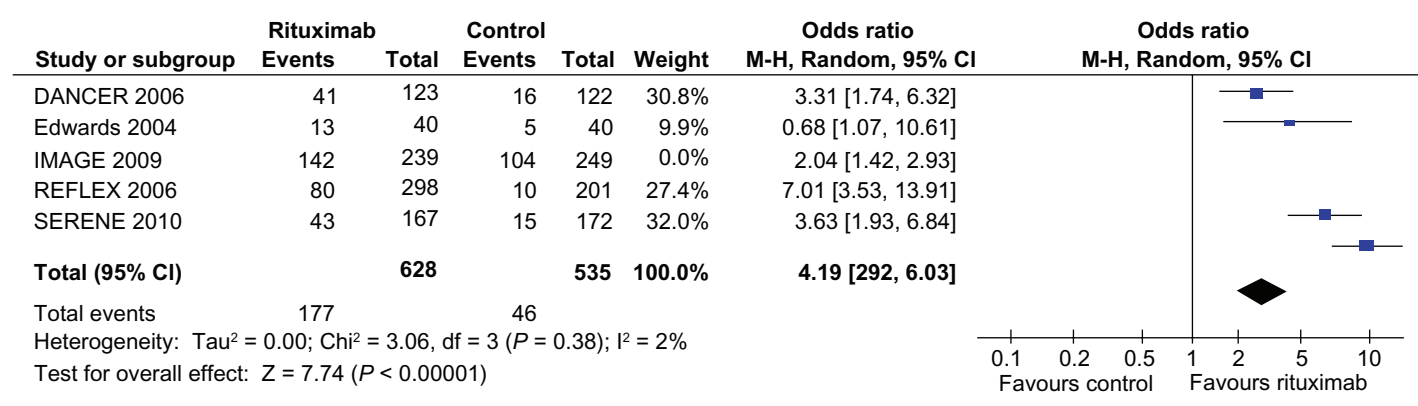 Rituximab Control Odds ratio Odds ratio
Study or subgroup Events Total Events Total Weight M-H, Random, 95% CI M-H, Random, 95% CI
DANCER 2006 41 123 16 122 30.8% 3.31 [1.74, 6.32]
Edwards 2004 13 40 5 40 9.9% 0.68 [1.07, 10.61]
IMAGE 2009 142 239 104 249 0.0% 2.04 [1.42, 2.93]
REFLEX 2006 80 298 10 201 27.4% 7.01 [3.53, 13.91]
SERENE 2010 43 167 15 172 32.0% 3.63 [1.93, 6.84]
Total (95% CI) 628 535 100.0% 4.19 [292, 6.03]
Total events 177 46
Heterogeneity: Tau² = 0.00; Chi² = 3.06, df = 3 (P = 0.38); I² = 2%
Test for overall effect: Z = 7.74 (P < 0.00001)
0.1 0.2 0.5 1 2 5 10
Favours control Favours rituximab